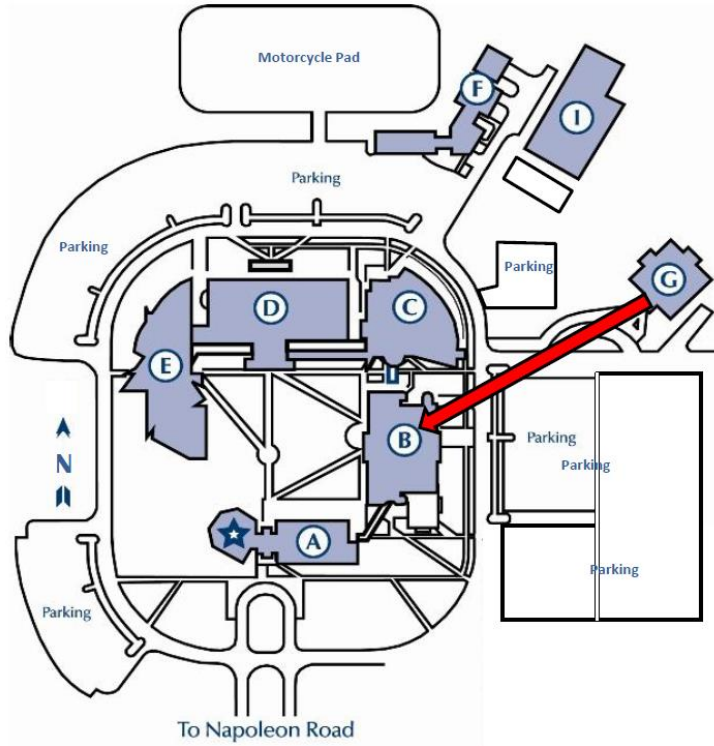 Motorcycle Pad
F
I
Parking
Parking
G
Parking
D
C
E
B
Parking
Parking
N
A
Parking
Parking
To Napoleon Road